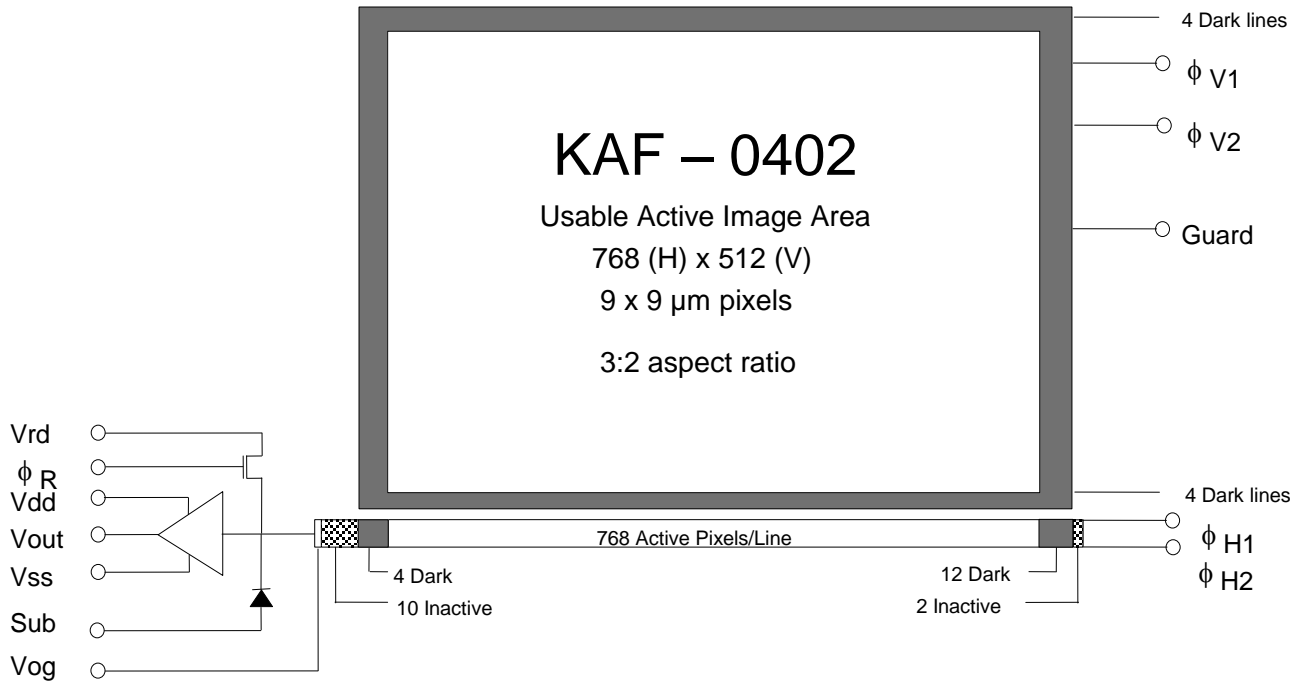 4 Dark lines
ϕ V1
KAF – 0402
ϕ V2
Usable Active Image Area
Guard
768 (H) x 512 (V)
9 x 9 µm pixels
3:2 aspect ratio
Vrd
ϕ R
Vdd
4 Dark lines
Vout
768 Active Pixels/Line
ϕ H1
Vss
4 Dark
12 Dark
ϕ H2
10 Inactive
2 Inactive
Sub
Vog